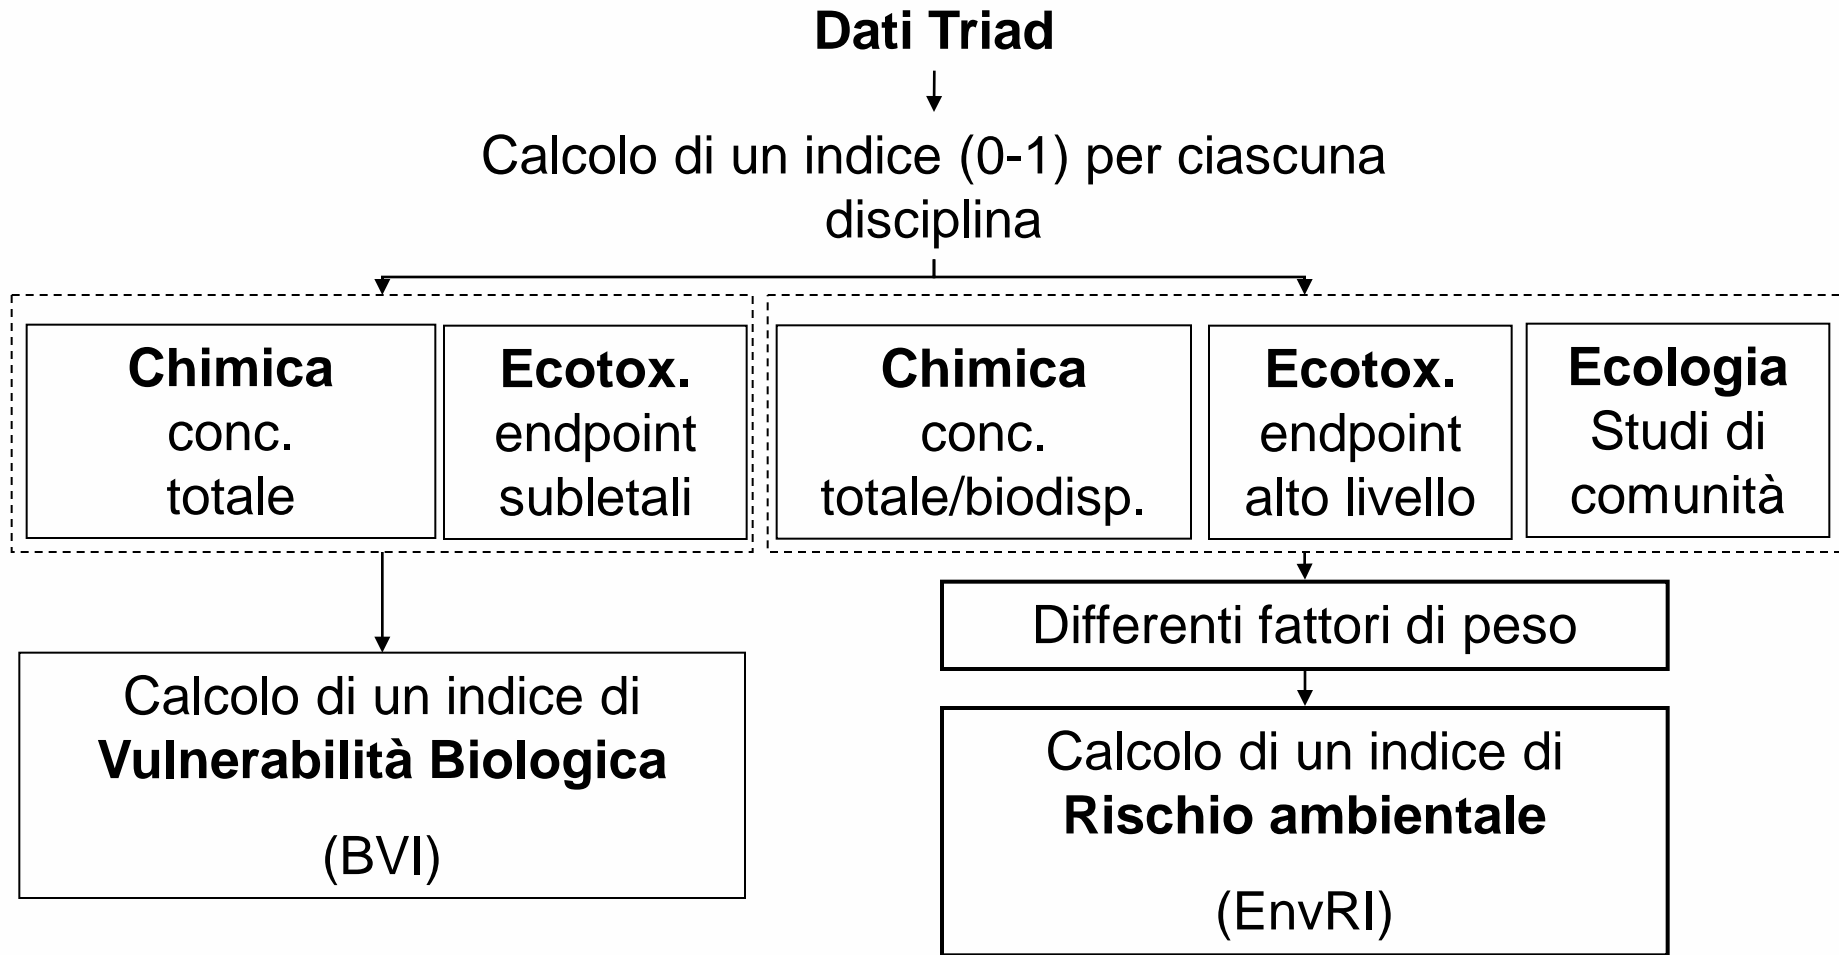 Dati Triad
Calcolo di un indice (0-1) per ciascuna
disciplina
Chimica
conc.
totale
Ecotox.
endpoint
subletali
Chimica
conc.
totale/biodisp.
Ecotox.
endpoint
alto livello
Ecologia
Studi di
comunità
Differenti fattori di peso
Calcolo di un indice di
Vulnerabilità Biologica
(BVI)
Calcolo di un indice di
Rischio ambientale
(EnvRI)